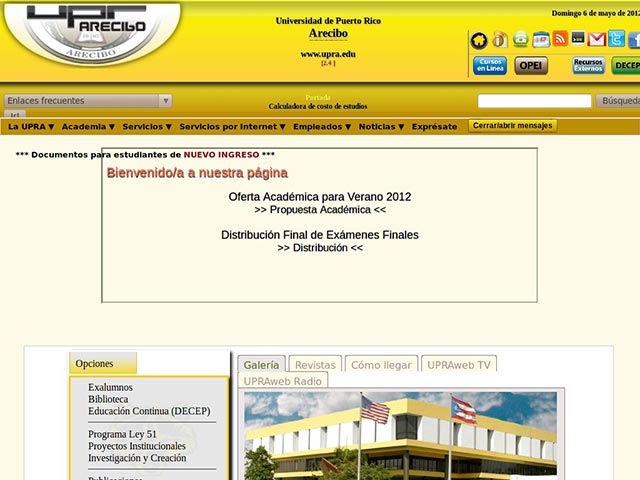 UPR
ARECIBO
ARECIBO
Universidad de Puerto Rico
Arecibo
www.upra.edu
[2.4 ]
Domingo 6 de mayo de 2012
Cursos
en Línea
OPEI
Recursos
Externos
DECEP
Enlaces frecuentes
Ir!
Portada
Calculadora de costo de estudios
Búsqueda
La UPRA ▼ Academia ▼ Servicios ▼ Servicios por Internet ▼ Empleados ▼ Noticias ▼ Exprésate Cerrar/abrir mensajes
*** Documentos para estudiantes de NUEVO INGRESO ***
Bienvenido/a a nuestra página
Oferta Académica para Verano 2012
>> Propuesta Académica <<
Distribución Final de Exámenes Finales
>> Distribución <<
Opciones
Exalumnos
Biblioteca
Educación Continua (DECEP)
Programa Ley 51
Proyectos Institucionales
Investigación y Creación
Publicaciones
Galería Revistas Cómo llegar UPRAweb TV
UPRAweb Radio